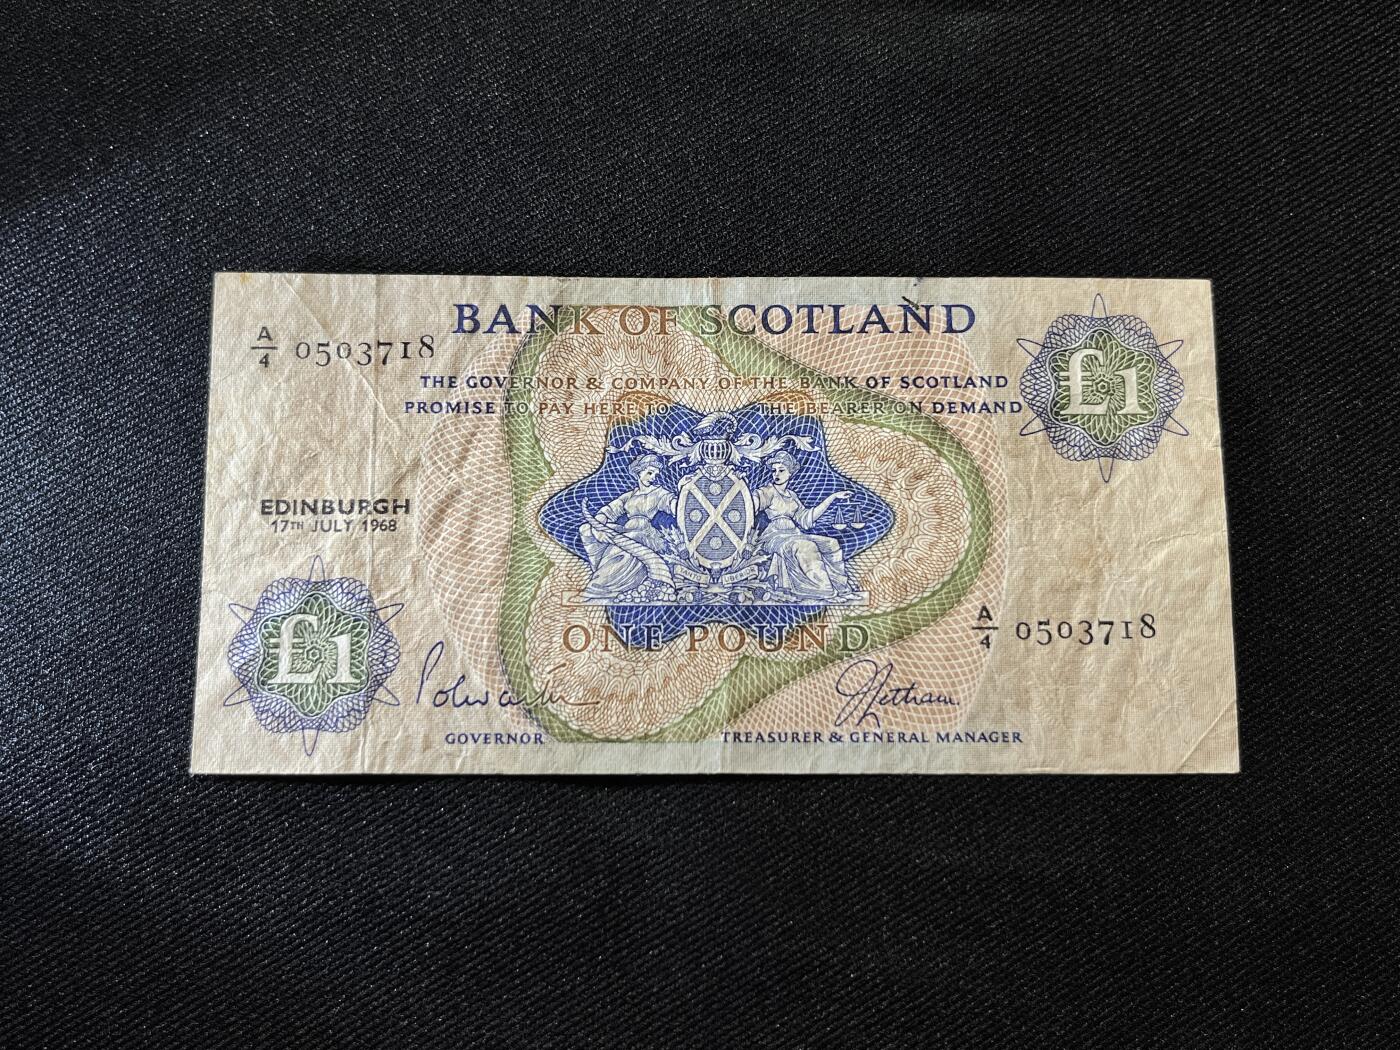 BANK OF SCOTLAND
A/4 0503718
£1
THE GOVERNOR & COMPANY OF THE BANK OF SCOTLAND
PROMISE TO PAY HERE TO THE BEARER ON DEMAND
EDINBURGH
17TH JULY 1968
£1
ONE POUND
A/4 0503718
Polwarth
GOVERNOR
TREASURER & GENERAL MANAGER